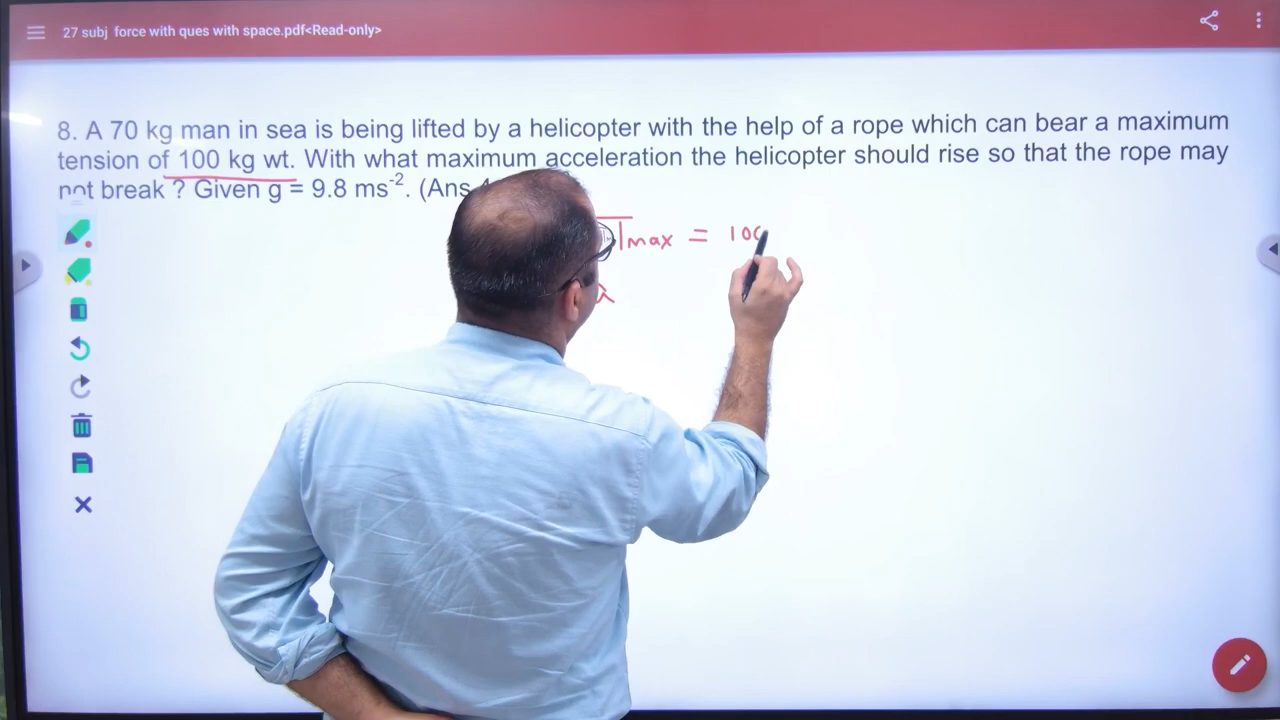 27 subj force with ques with space.pdf<Read-only>
8. A 70 kg man in sea is being lifted by a helicopter with the help of a rope which can bear a maximum
tension of 100 kg wt. With what maximum acceleration the helicopter should rise so that the rope may
not break ? Given g = 9.8 ms-2. (Ans
Tmax = 100
a